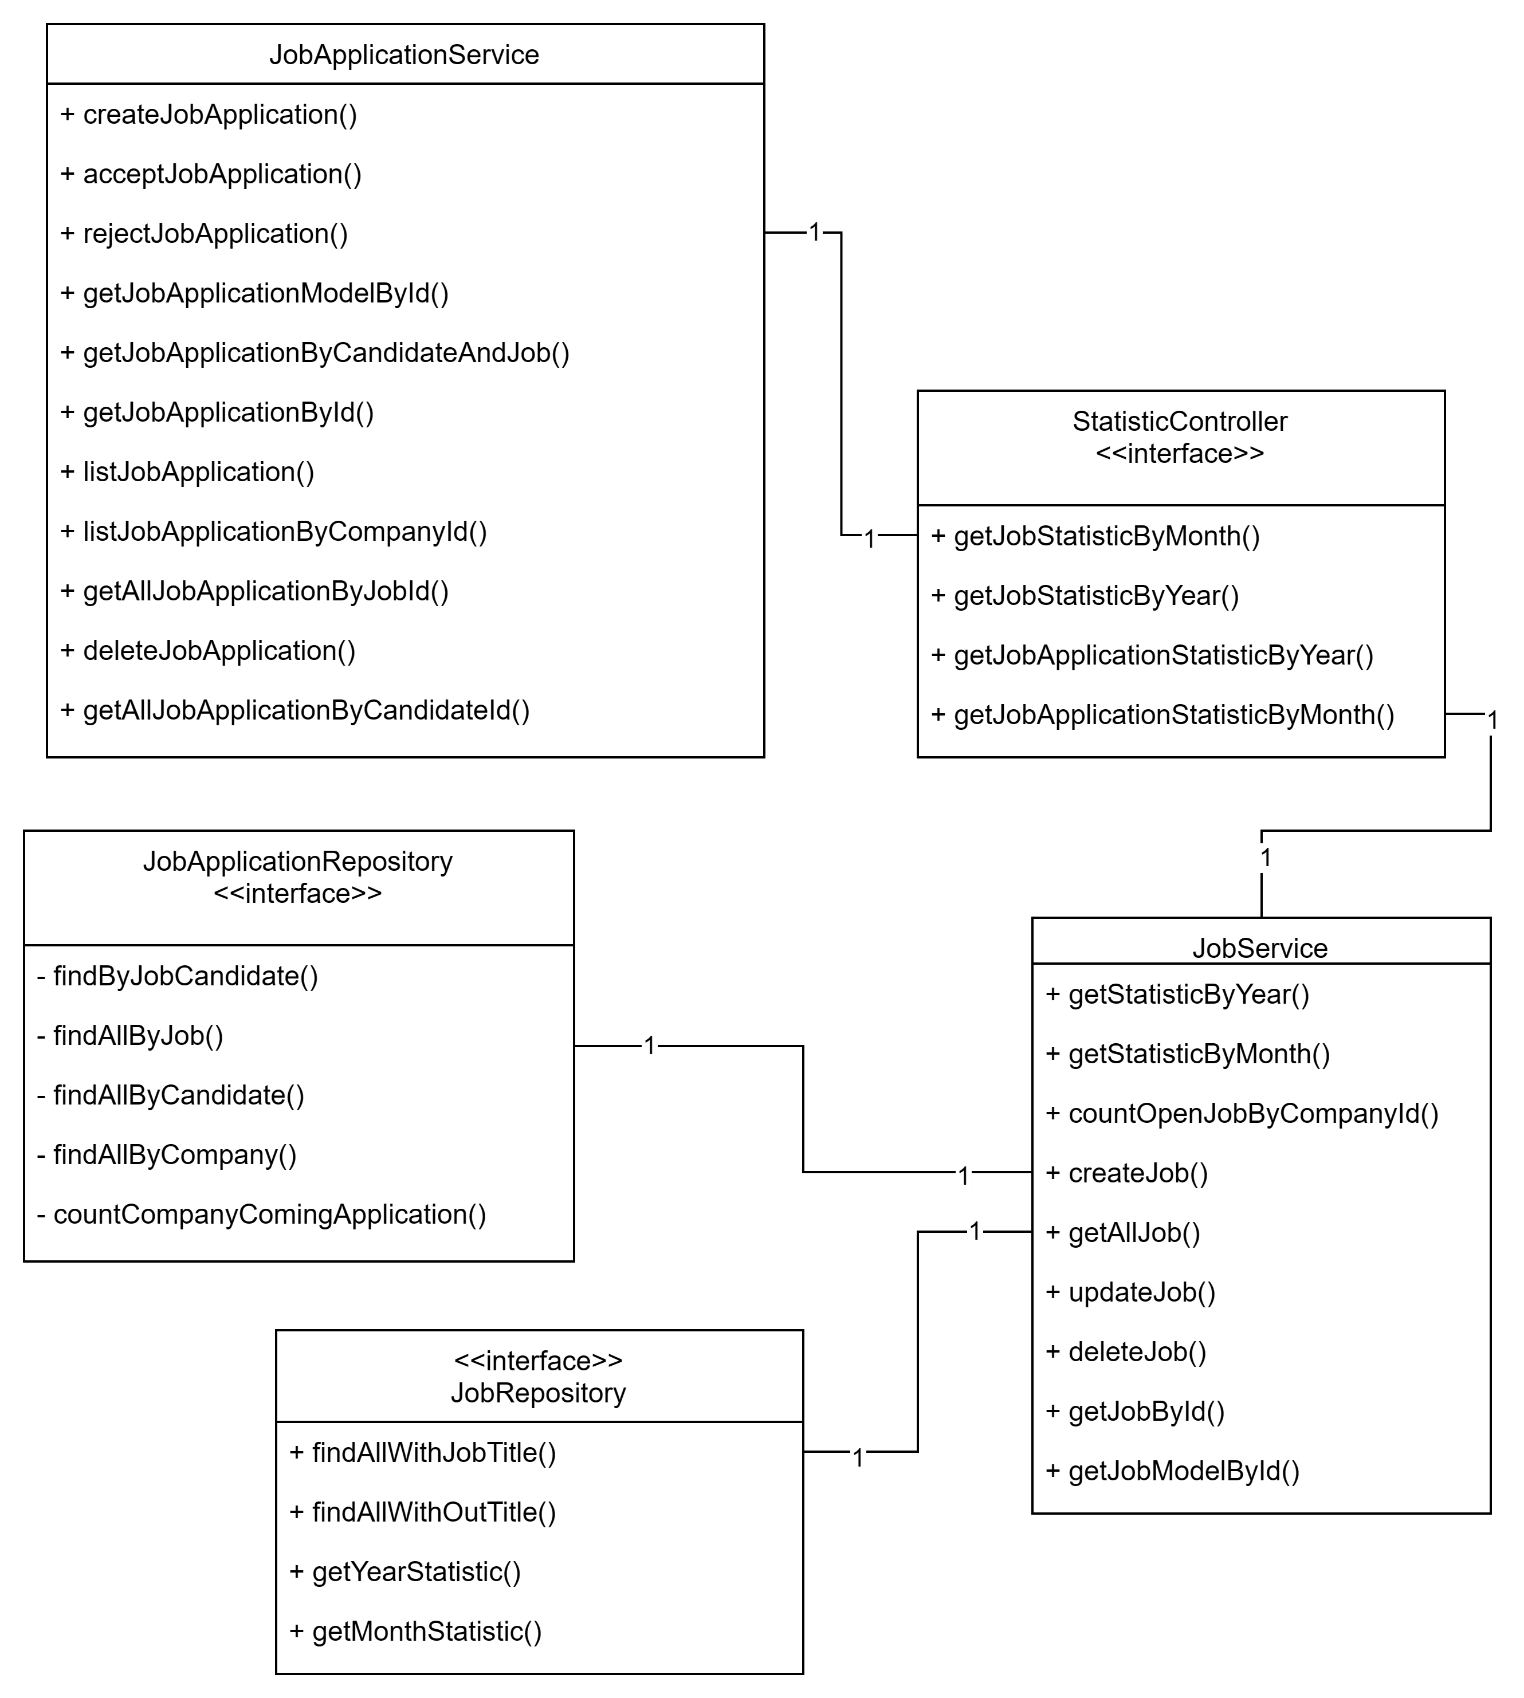 JobApplicationService
+ createJobApplication()
+ acceptJobApplication()
+ rejectJobApplication()
+ getJobApplicationModelById()
+ getJobApplicationByCandidateAndJob()
+ getJobApplicationById()
+ listJobApplication()
+ listJobApplicationByCompanyId()
+ getAllJobApplicationByJobId()
+ deleteJobApplication()
+ getAllJobApplicationByCandidateId()
1
1
StatisticController
<<interface>>
+ getJobStatisticByMonth()
+ getJobStatisticByYear()
+ getJobApplicationStatisticByYear()
+ getJobApplicationStatisticByMonth()
1
1
JobApplicationRepository
<<interface>>
- findByJobCandidate()
- findAllByJob()
- findAllByCandidate()
- findAllByCompany()
- countCompanyComingApplication()
1
1
JobService
+ getStatisticByYear()
+ getStatisticByMonth()
+ countOpenJobByCompanyId()
+ createJob()
+ getAllJob()
+ updateJob()
+ deleteJob()
+ getJobById()
+ getJobModelById()
1
1
<<interface>>
JobRepository
+ findAllWithJobTitle()
+ findAllWithOutTitle()
+ getYearStatistic()
+ getMonthStatistic()